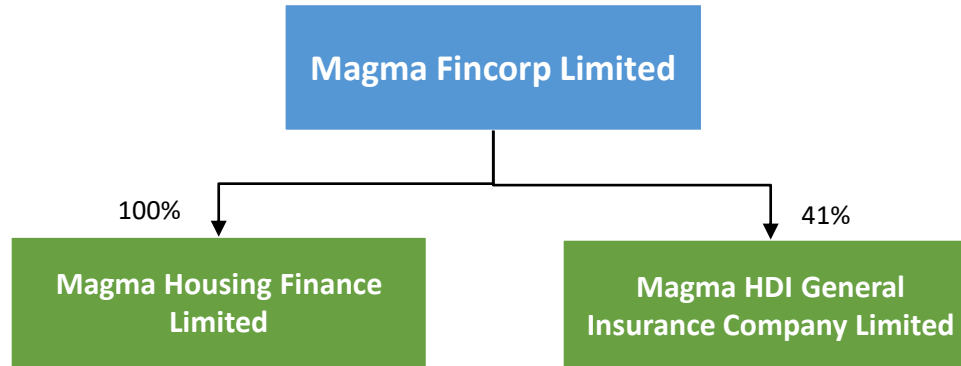 Magma Fincorp Limited
100%
41%
Magma Housing Finance
Limited
Magma HDI General
Insurance Company Limited